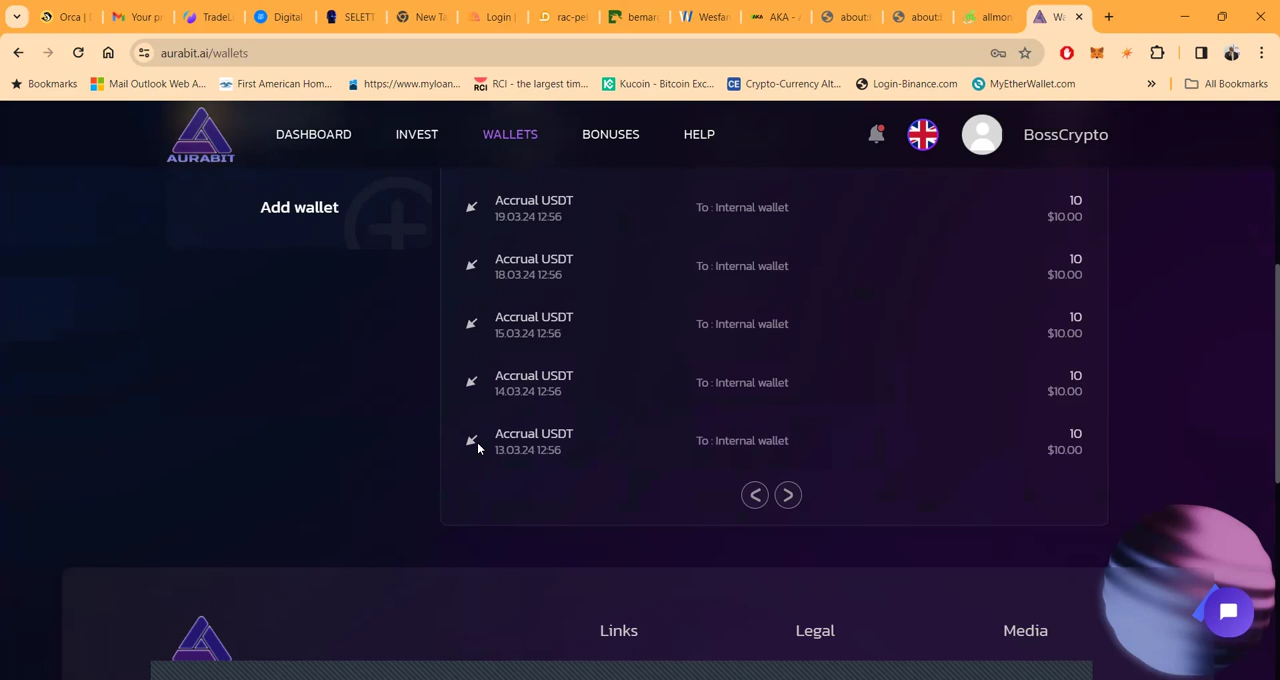 Orca |
Your p
TradeL
Digital
SELETT
New Ta
Login |
rac-pel
bemar
Wesfan
AKA - A
about:
about:
allmon
Wa
aurabit.ai/wallets
Bookmarks
Mail Outlook Web A...
First American Hom...
https://www.myloan...
RCI - the largest tim...
Kucoin - Bitcoin Exc...
Crypto-Currency Alt...
Login-Binance.com
MyEtherWallet.com
All Bookmarks
AURABIT
DASHBOARD
INVEST
WALLETS
BONUSES
HELP
BossCrypto
Add wallet
Accrual USDT To : Internal wallet 10
19.03.24 12:56 $10.00
Accrual USDT To : Internal wallet 10
18.03.24 12:56 $10.00
Accrual USDT To : Internal wallet 10
15.03.24 12:56 $10.00
Accrual USDT To : Internal wallet 10
14.03.24 12:56 $10.00
Accrual USDT To : Internal wallet 10
13.03.24 12:56 $10.00
Links
Legal
Media